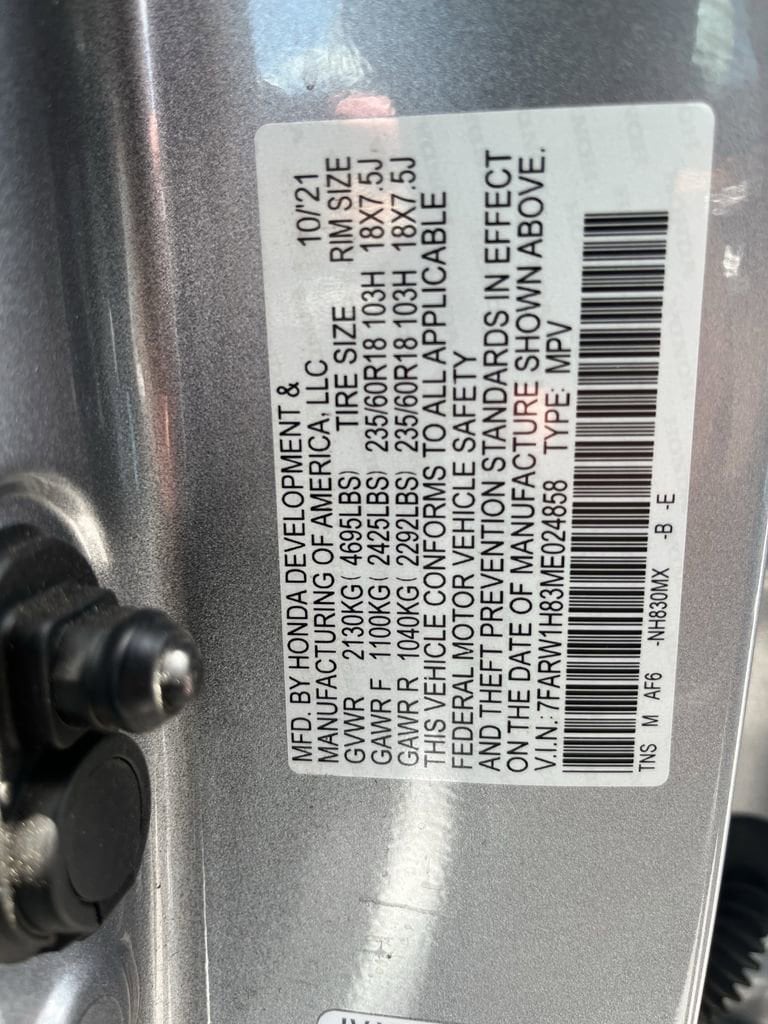 MFD. BY HONDA DEVELOPMENT &
MANUFACTURING OF AMERICA, LLC 10/'21
GVWR 2130KG( 4695LBS) TIRE SIZE RIM SIZE
GAWR F 1100KG( 2425LBS) 235/60R18 103H 18X7.5J
GAWR R 1040KG( 2292LBS) 235/60R18 103H 18X7.5J
THIS VEHICLE CONFORMS TO ALL APPLICABLE
FEDERAL MOTOR VEHICLE SAFETY
AND THEFT PREVENTION STANDARDS IN EFFECT
ON THE DATE OF MANUFACTURE SHOWN ABOVE.
V.I.N.: 7FARW1H83ME024858 TYPE: MPV
TNS M AF6 -NH830MX -B -E